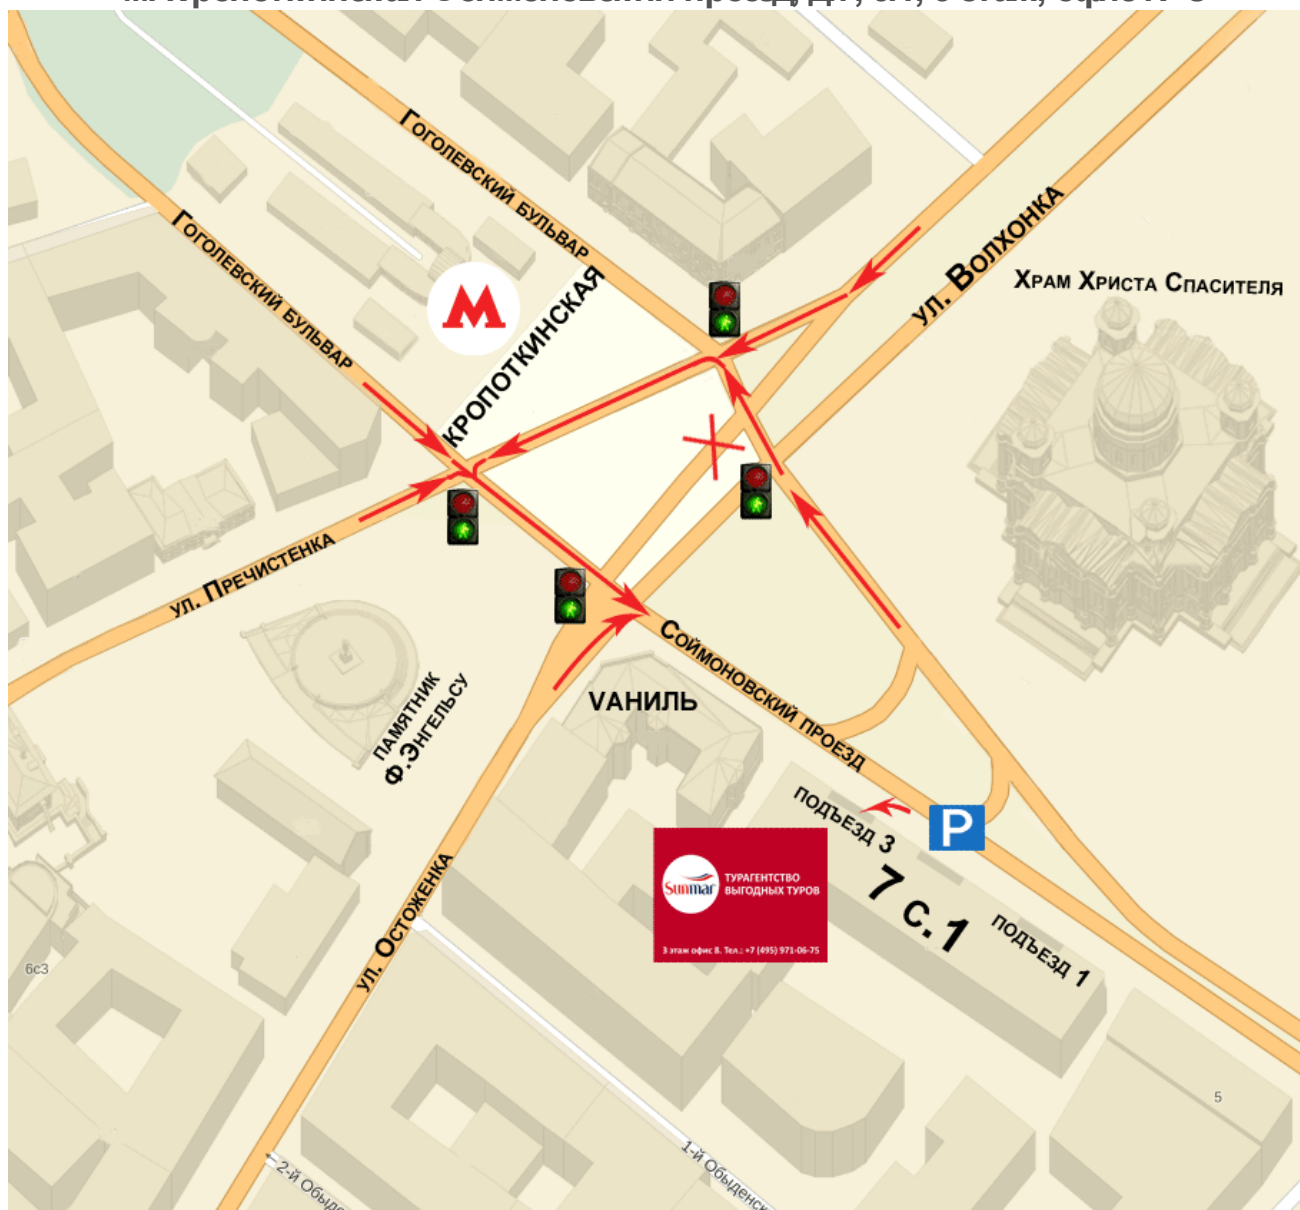 ГОГОЛЕВСКИЙ БУЛЬВАР
ГОГОЛЕВСКИЙ БУЛЬВАР
УЛ. ВОЛХОНКА
ХРАМ ХРИСТА СПАСИТЕЛЯ
М
КРОПОТКИНСКАЯ
УЛ. ПРЕЧИСТЕНКА
СОЙМОНОВСКИЙ ПРОЕЗД
ПАМЯТНИК
Ф.ЭНГЕЛЬСУ
VАНИЛЬ
ПОДЪЕЗД 3
P
7 С.1
ПОДЪЕЗД 1
Sunmar
ТУРАГЕНТСТВО
ВЫГОДНЫХ ТУРОВ
3 этаж офис 8. Тел.: +7 (495) 971-06-75
УЛ. ОСТОЖЕНКА
6с3
5
1-й Обыденск
2-й Обыде